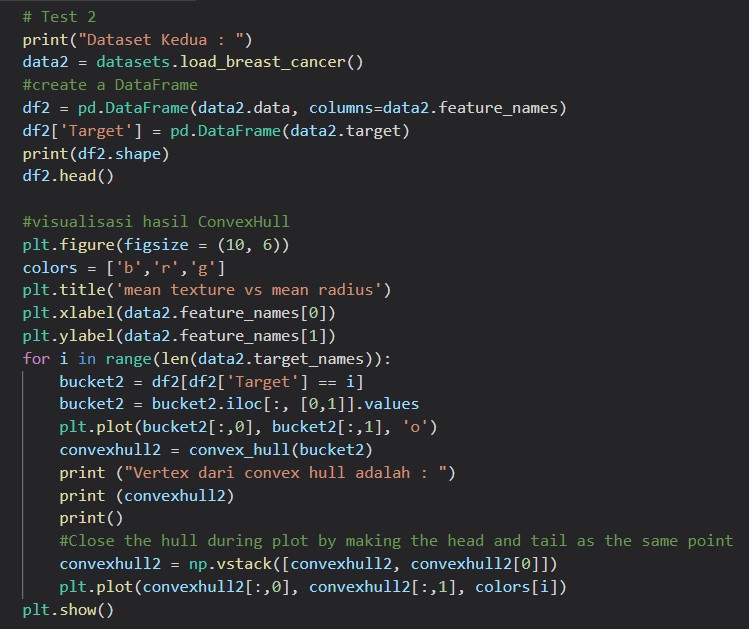 # Test 2
print("Dataset Kedua : ")
data2 = datasets.load_breast_cancer()
#create a DataFrame
df2 = pd.DataFrame(data2.data, columns=data2.feature_names)
df2['Target'] = pd.DataFrame(data2.target)
print(df2.shape)
df2.head()

#visualisasi hasil ConvexHull
plt.figure(figsize = (10, 6))
colors = ['b','r','g']
plt.title('mean texture vs mean radius')
plt.xlabel(data2.feature_names[0])
plt.ylabel(data2.feature_names[1])
for i in range(len(data2.target_names)):
    bucket2 = df2[df2['Target'] == i]
    bucket2 = bucket2.iloc[:, [0,1]].values
    plt.plot(bucket2[:,0], bucket2[:,1], 'o')
    convexhull2 = convex_hull(bucket2)
    print ("Vertex dari convex hull adalah : ")
    print (convexhull2)
    print()
    #Close the hull during plot by making the head and tail as the same point
    convexhull2 = np.vstack([convexhull2, convexhull2[0]])
    plt.plot(convexhull2[:,0], convexhull2[:,1], colors[i])
plt.show()